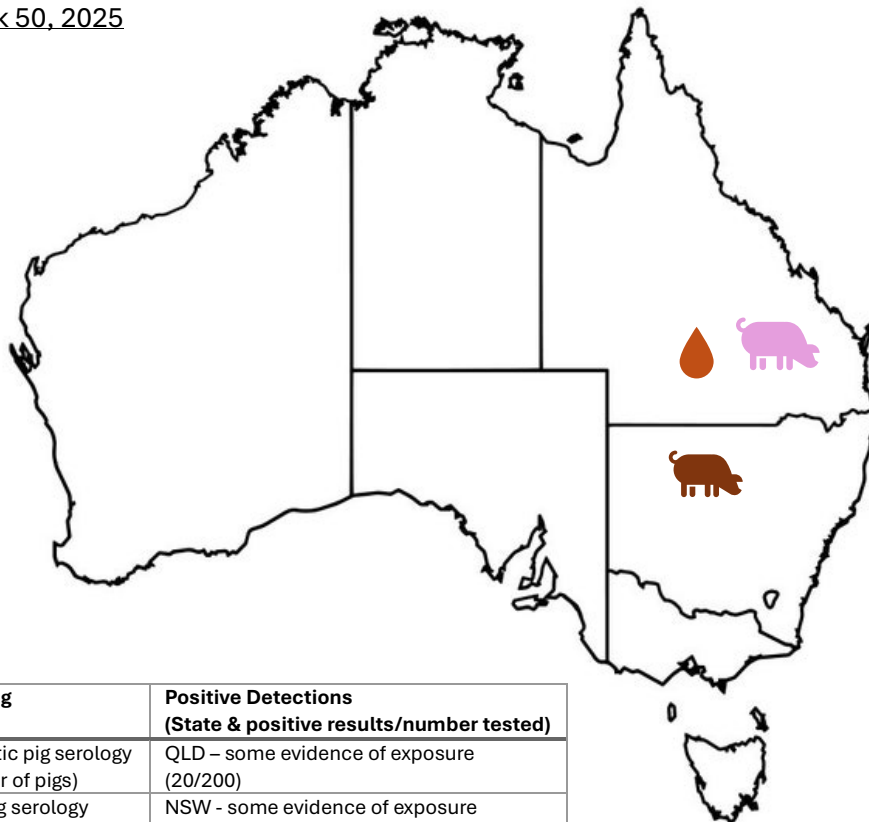 k 50, 2025
g
Positive Detections
(State & positive results/number tested)
tic pig serology
r of pigs)
QLD – some evidence of exposure
(20/200)
g serology
NSW - some evidence of exposure